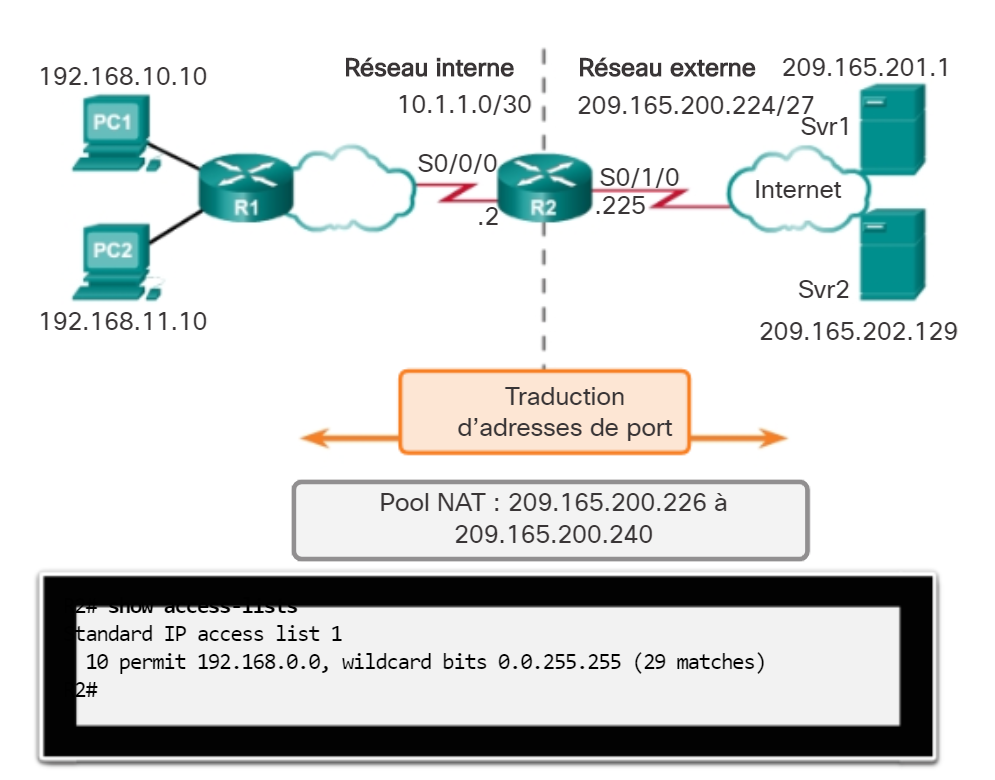 192.168.10.10
PC1
R1
PC2
192.168.11.10
Réseau interne
10.1.1.0/30
S0/0/0
.2
R2
Réseau externe
209.165.200.224/27
S0/1/0
.225
Internet
209.165.201.1
Svr1
Svr2
209.165.202.129
Traduction
d’adresses de port
Pool NAT : 209.165.200.226 à
209.165.200.240
2# show access-lists
tandard IP access list 1
10 permit 192.168.0.0, wildcard bits 0.0.255.255 (29 matches)
2#